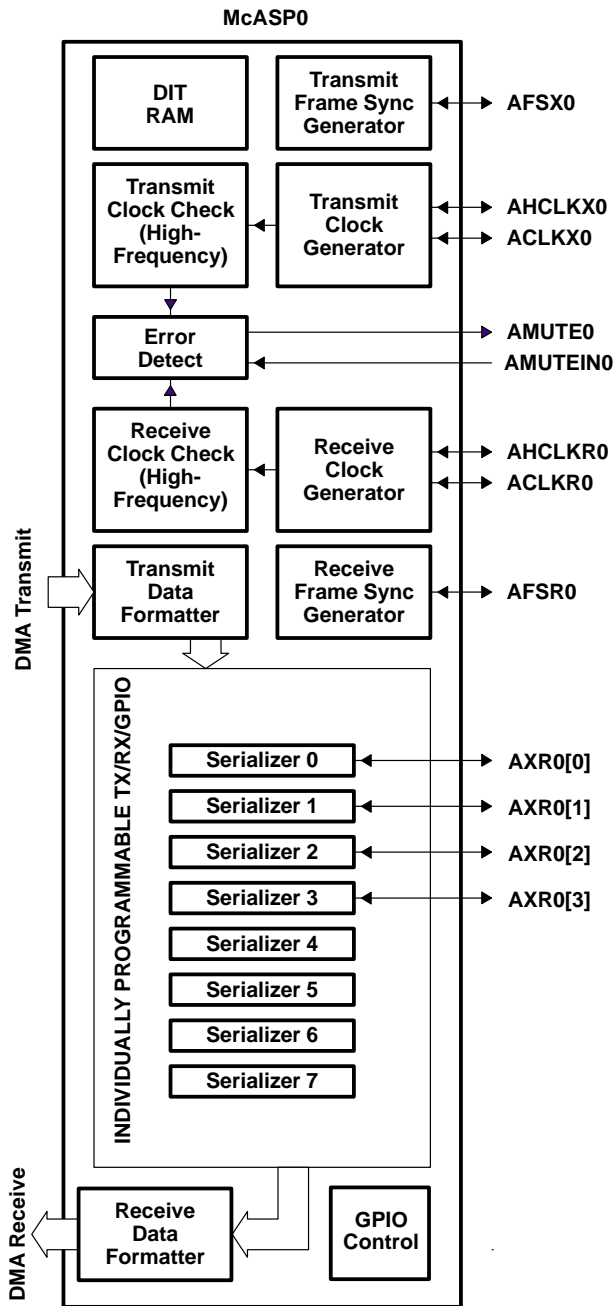 McASP0
DIT
RAM
Transmit
Frame Sync
Generator
AFSX0
Transmit
Clock Check
(High-
Frequency)
Transmit
Clock
Generator
AHCLKX0
ACLKX0
Error
Detect
AMUTE0
AMUTEIN0
Receive
Clock Check
(High-
Frequency)
Receive
Clock
Generator
AHCLKR0
ACLKR0
DMA Transmit
Transmit
Data
Formatter
Receive
Frame Sync
Generator
AFSR0
INDIVIDUALLY PROGRAMMABLE TX/RX/GPIO
Serializer 0
AXR0[0]
Serializer 1
AXR0[1]
Serializer 2
AXR0[2]
Serializer 3
AXR0[3]
Serializer 4
Serializer 5
Serializer 6
Serializer 7
DMA Receive
Receive
Data
Formatter
GPIO
Control